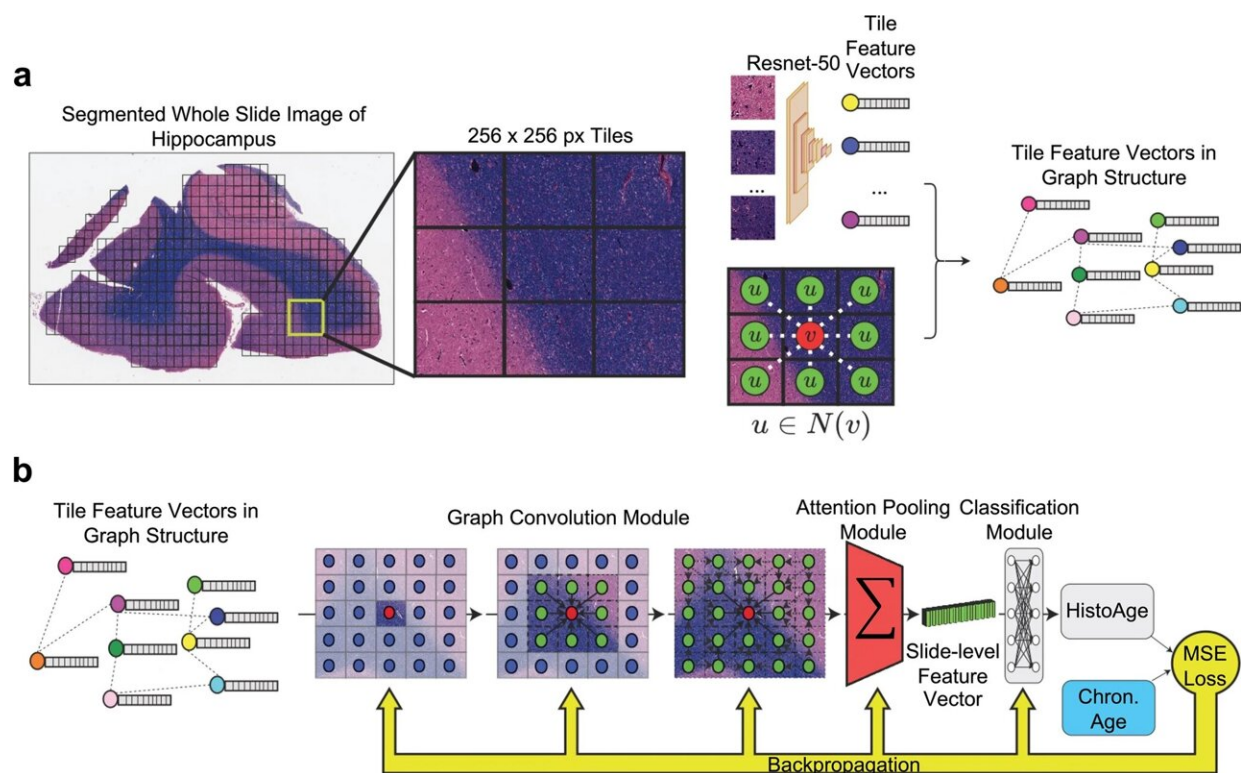 a
Segmented Whole Slide Image of
Hippocampus
256 x 256 px Tiles
Resnet-50
Tile
Feature
Vectors
...
...
u u u
u v u
u u u
u ∈ N(v)
Tile Feature Vectors in
Graph Structure
b
Tile Feature Vectors in
Graph Structure
Graph Convolution Module
Attention Pooling
Module
Σ
Slide-level
Feature
Vector
Classification
Module
HistoAge
Chron.
Age
MSE
Loss
Backpropagation